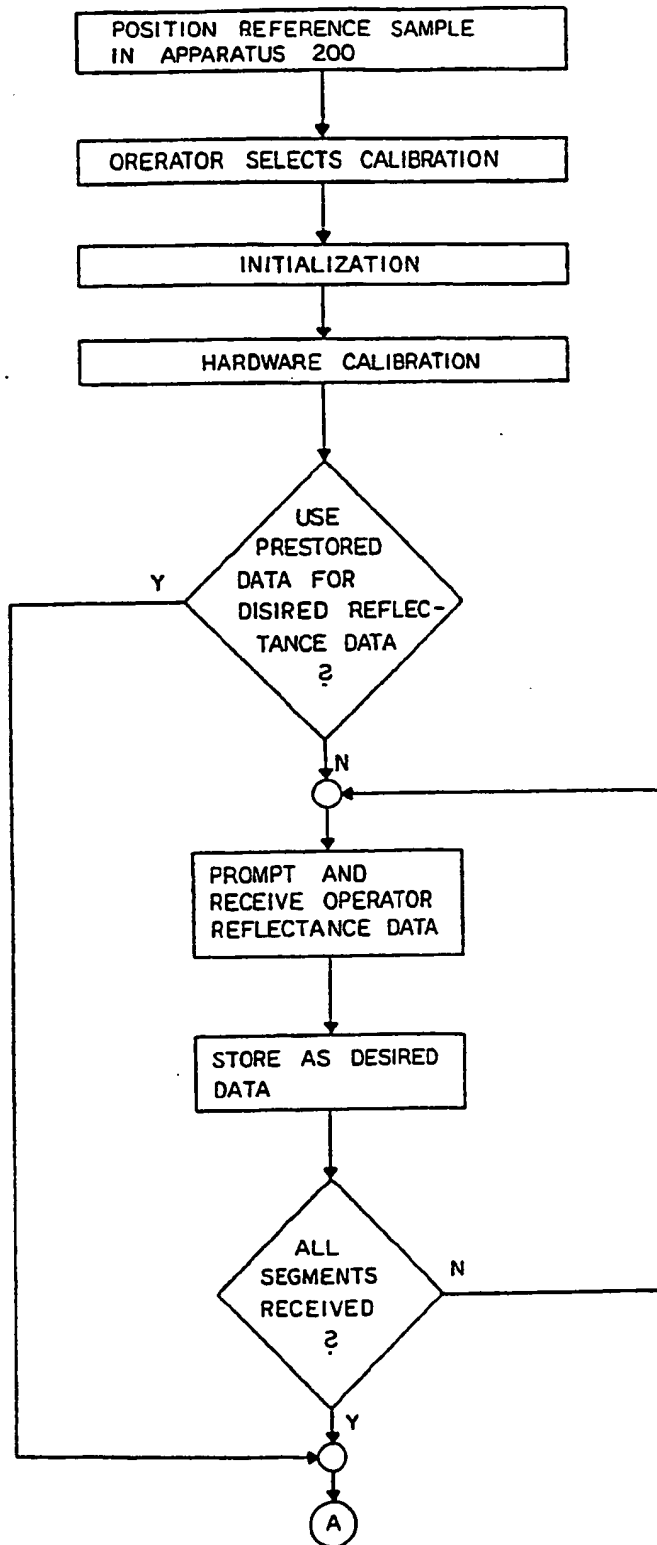 POSITION REFERENCE SAMPLE
IN APPARATUS 200
ORERATOR SELECTS CALIBRATION
INITIALIZATION
HARDWARE CALIBRATION
USE
PRESTORED
DATA FOR
DISIRED REFLEC-
TANCE DATA
?
Y
N
PROMPT AND
RECEIVE OPERATOR
REFLECTANCE DATA
STORE AS DESIRED
DATA
ALL
SEGMENTS
RECEIVED
?
N
Y
A